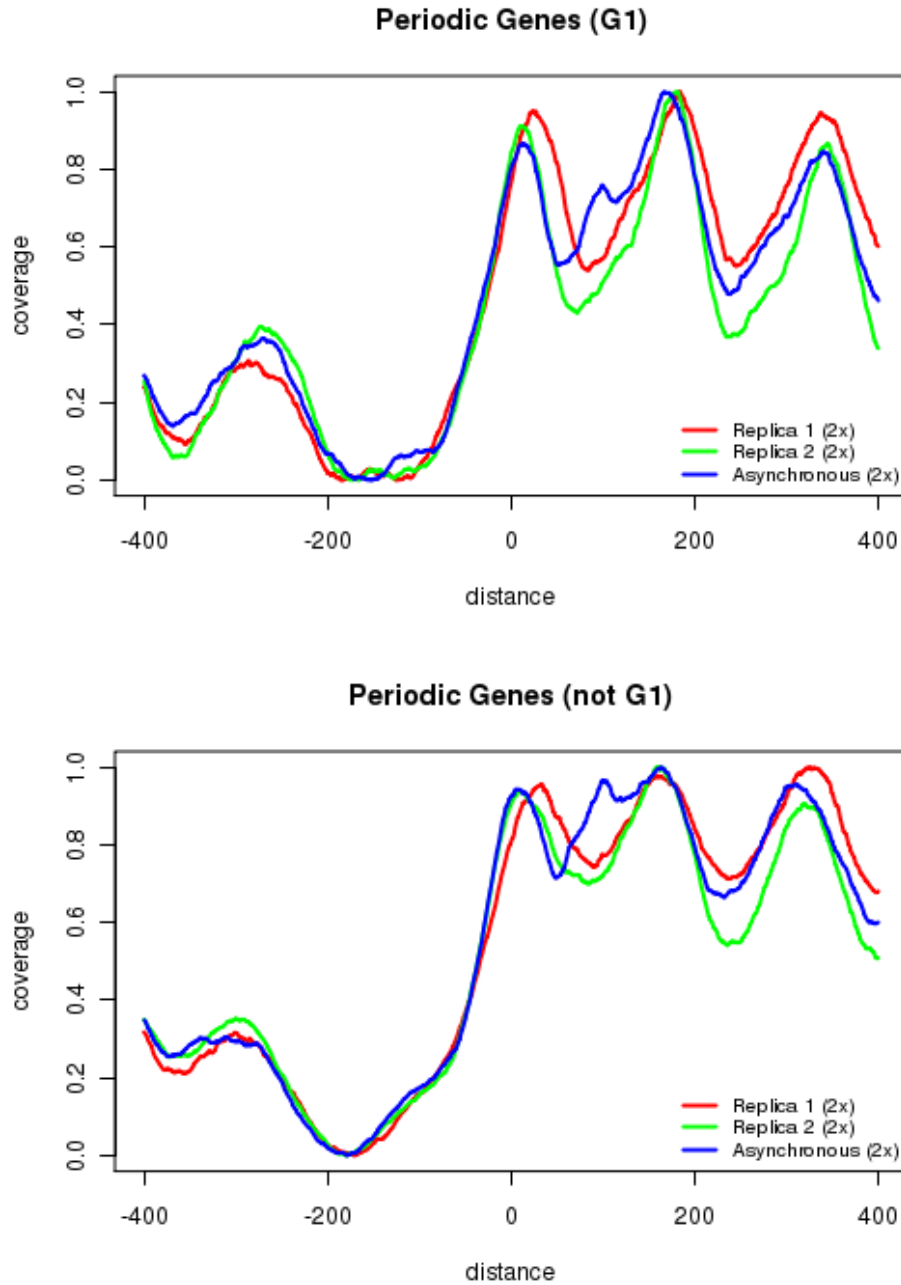 Periodic Genes (G1)
coverage
1.0
0.8
0.6
0.4
0.2
0.0
Replica 1 (2x)
Replica 2 (2x)
Asynchronous (2x)
-400 -200 0 200 400
distance
Periodic Genes (not G1)
coverage
1.0
0.8
0.6
0.4
0.2
0.0
Replica 1 (2x)
Replica 2 (2x)
Asynchronous (2x)
-400 -200 0 200 400
distance